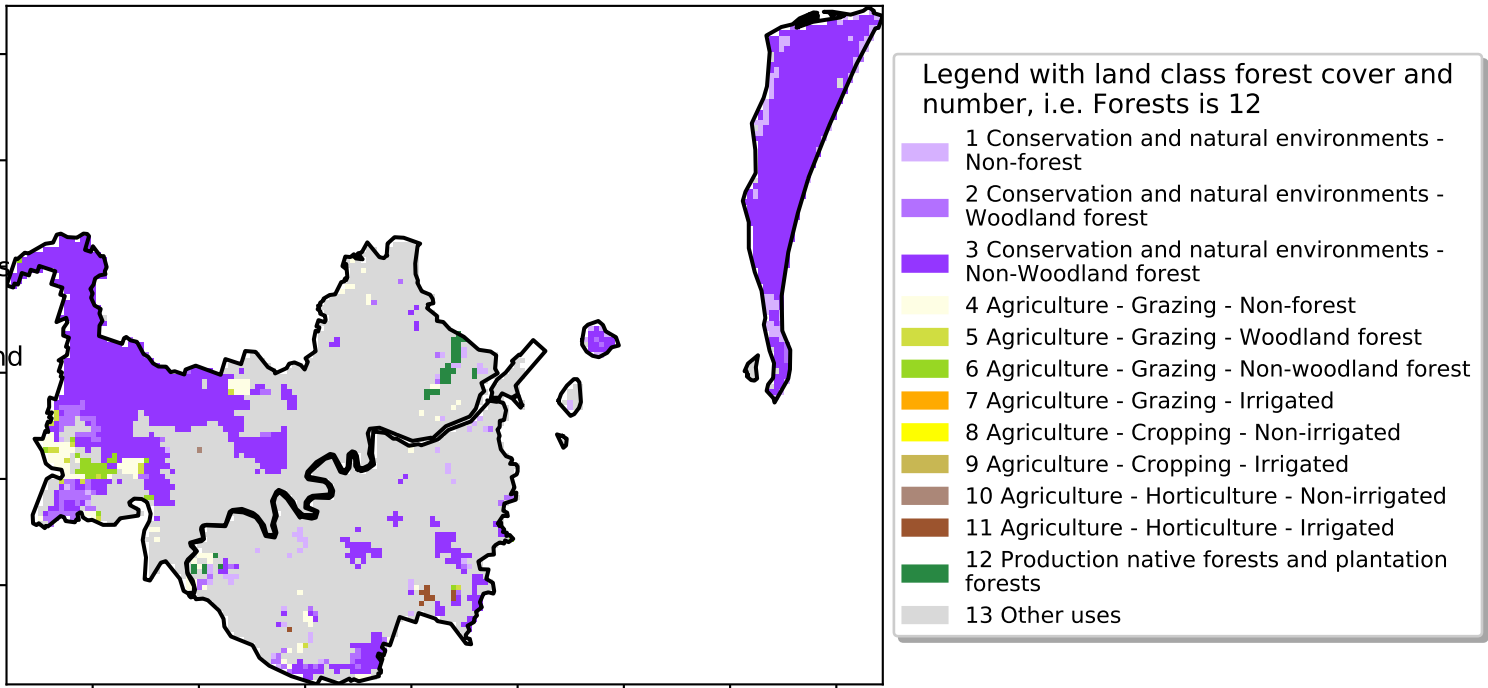 Legend with land class forest cover and
number, i.e. Forests is 12
1 Conservation and natural environments -
Non-forest
2 Conservation and natural environments -
Woodland forest
3 Conservation and natural environments -
Non-Woodland forest
4 Agriculture - Grazing - Non-forest
5 Agriculture - Grazing - Woodland forest
6 Agriculture - Grazing - Non-woodland forest
7 Agriculture - Grazing - Irrigated
8 Agriculture - Cropping - Non-irrigated
9 Agriculture - Cropping - Irrigated
10 Agriculture - Horticulture - Non-irrigated
11 Agriculture - Horticulture - Irrigated
12 Production native forests and plantation
forests
13 Other uses